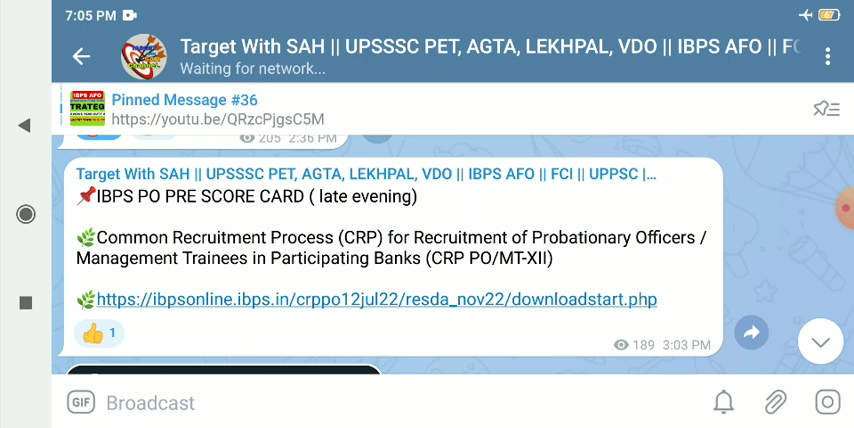 7:05 PM
Target With SAH || UPSSSC PET, AGTA, LEKHPAL, VDO || IBPS AFO || FC
Waiting for network...
IBPS AFO
Pinned Message #36
https://youtu.be/QRzcPjgsC5M
205 2:36 PM
Target With SAH || UPSSSC PET, AGTA, LEKHPAL, VDO || IBPS AFO || FCI || UPPSC |...
📌IBPS PO PRE SCORE CARD ( late evening)
🌿Common Recruitment Process (CRP) for Recruitment of Probationary Officers /
Management Trainees in Participating Banks (CRP PO/MT-XII)
🌿https://ibpsonline.ibps.in/crppo12jul22/resda_nov22/downloadstart.php
👍 1
189 3:03 PM
GIF Broadcast